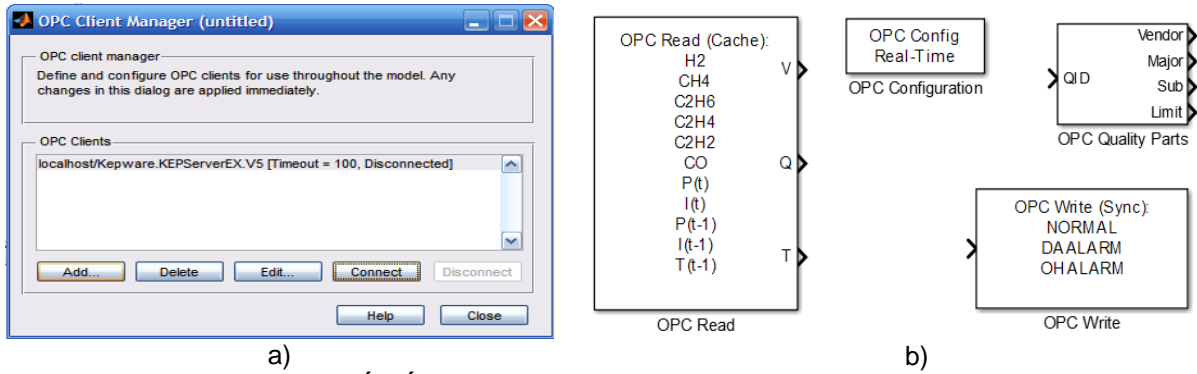 OPC Client Manager (untitled)
OPC client manager
Define and configure OPC clients for use throughout the model. Any
changes in this dialog are applied immediately.
OPC Clients
localhost/Kepware.KEPServerEX.V5 [Timeout = 100, Disconnected]
Add... Delete Edit... Connect Disconnect
Help Close
a)
OPC Read (Cache):
H2
CH4
C2H6
C2H4
C2H2
CO
P(t)
I(t)
P(t-1)
I(t-1)
T(t-1)
V
Q
T
OPC Read
OPC Config
Real-Time
OPC Configuration
QID
Vendor
Major
Sub
Limit
OPC Quality Parts
OPC Write (Sync):
NORMAL
DAALARM
OHALARM
OPC Write
b)